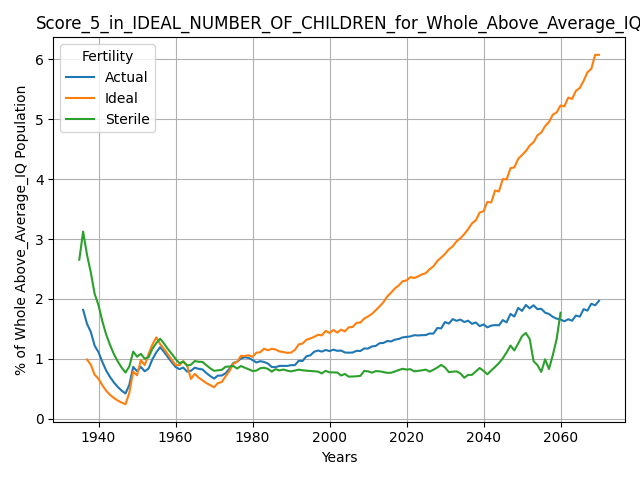 Score_5_in_IDEAL_NUMBER_OF_CHILDREN_for_Whole_Above_Average_IQ
% of Whole Above_Average_IQ Population
6
5
4
3
2
1
0
Fertility
Actual
Ideal
Sterile
1940
1960
1980
2000
2020
2040
2060
Years